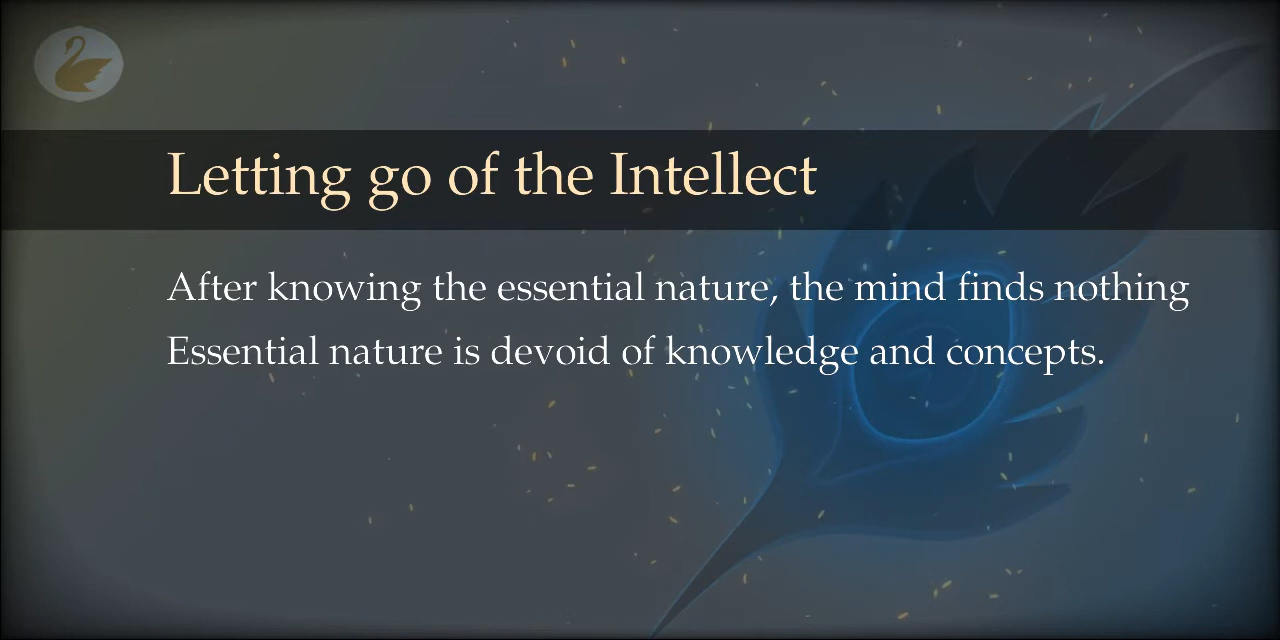 Letting go of the Intellect
After knowing the essential nature, the mind finds nothing
Essential nature is devoid of knowledge and concepts.